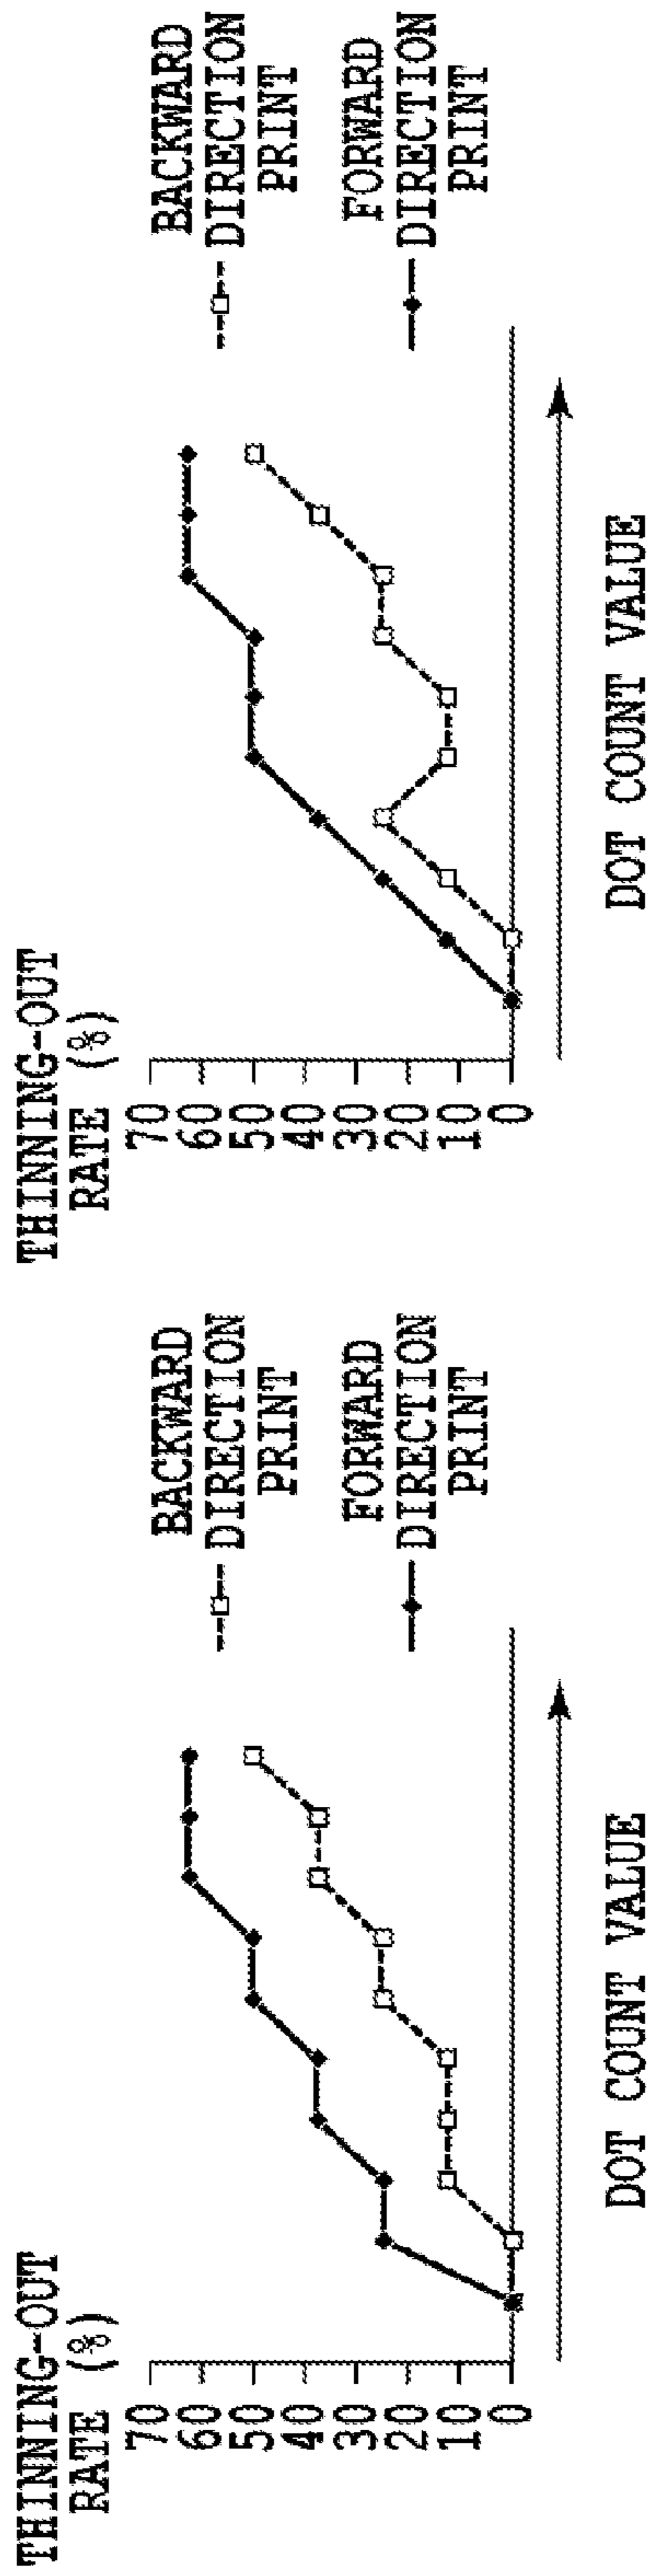 THINNING-OUT
RATE (%)
70
60
50
40
30
20
10
0
DOT COUNT VALUE
BACKWARD
DIRECTION
PRINT
FORWARD
DIRECTION
PRINT
THINNING-OUT
RATE (%)
70
60
50
40
30
20
10
0
DOT COUNT VALUE
BACKWARD
DIRECTION
PRINT
FORWARD
DIRECTION
PRINT